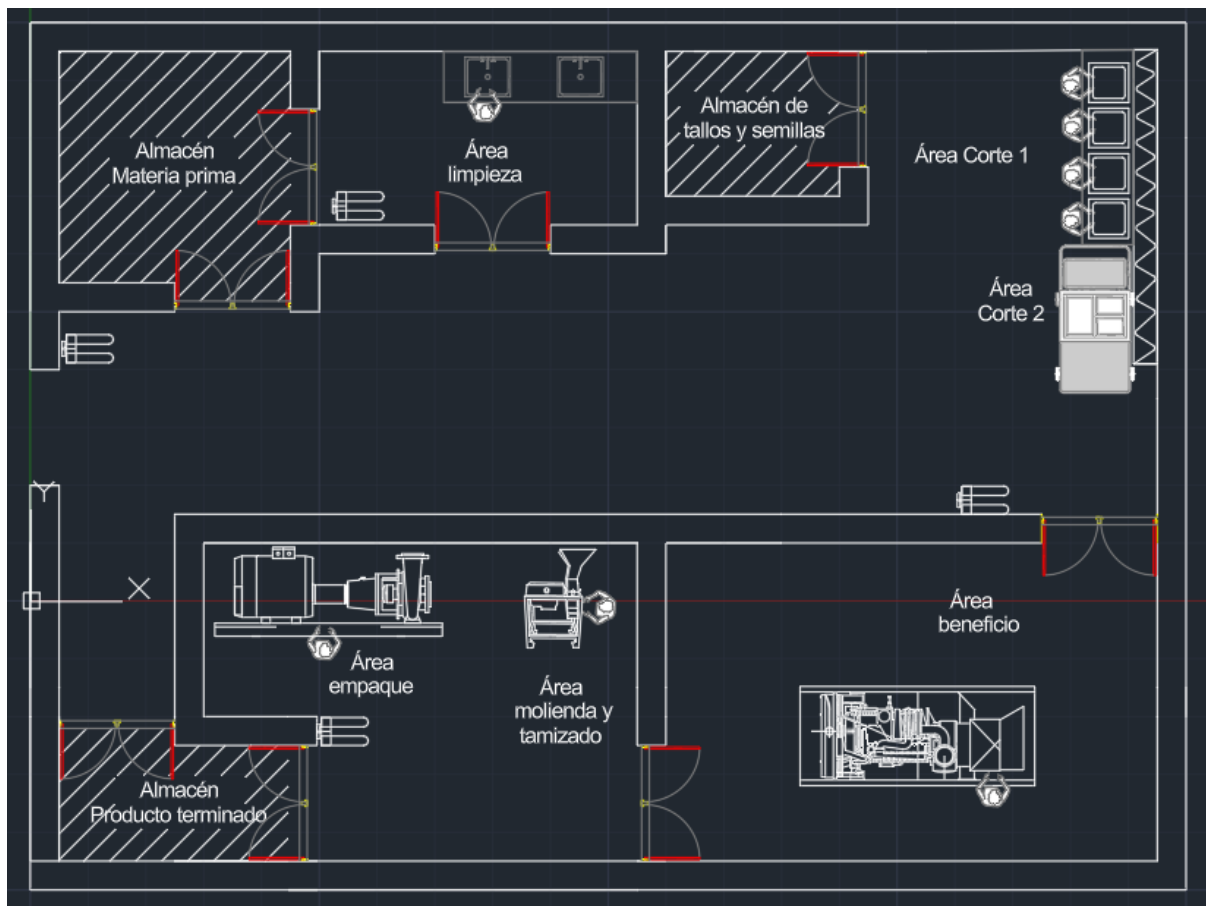 Almacén
Materia prima
Área
limpieza
Almacén de
tallos y semillas
Área Corte 1
Área
Corte 2
Y
X
Área
beneficio
Área
empaque
Área
molienda y
tamizado
Almacén
Producto terminado